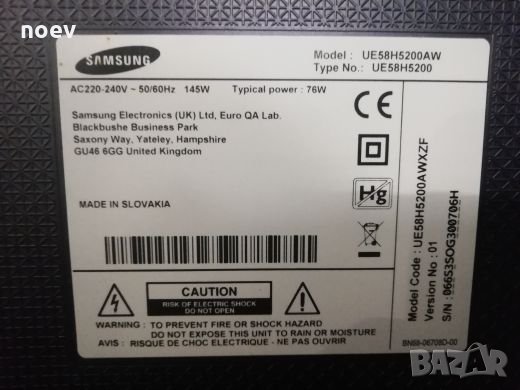 noev
SAMSUNG
Model : UE58H5200AW
Type No.: UE58H5200
AC220-240V ~ 50/60Hz 145W Typical power : 76W
Samsung Electronics (UK) Ltd, Euro QA Lab.
Blackbushe Business Park
Saxony Way, Yateley, Hampshire
GU46 6GG United Kingdom
CE
Hg
MADE IN SLOVAKIA
CAUTION
RISK OF ELECTRIC SHOCK
DO NOT OPEN
WARNING : TO PREVENT FIRE OR SHOCK HAZARD
DO NOT EXPOSE THIS UNIT TO RAIN OR MOISTURE
AVIS : RISQUE DE CHOC ELECTRIQUE - NE PAS OUVRIR
Model Code : UE58H5200AWXZF
Version No : 01
S/N : 06653SOG300706H
BN68-06708D-00
BAZAR